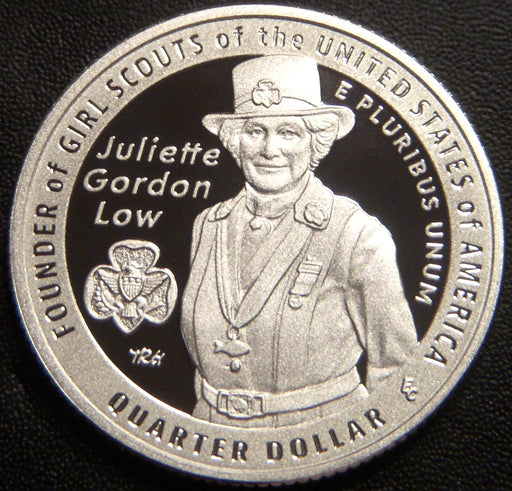 FOUNDER of GIRL SCOUTS of the UNITED STATES of AMERICA
E PLURIBUS UNUM
Juliette
Gordon
Low
QUARTER DOLLAR